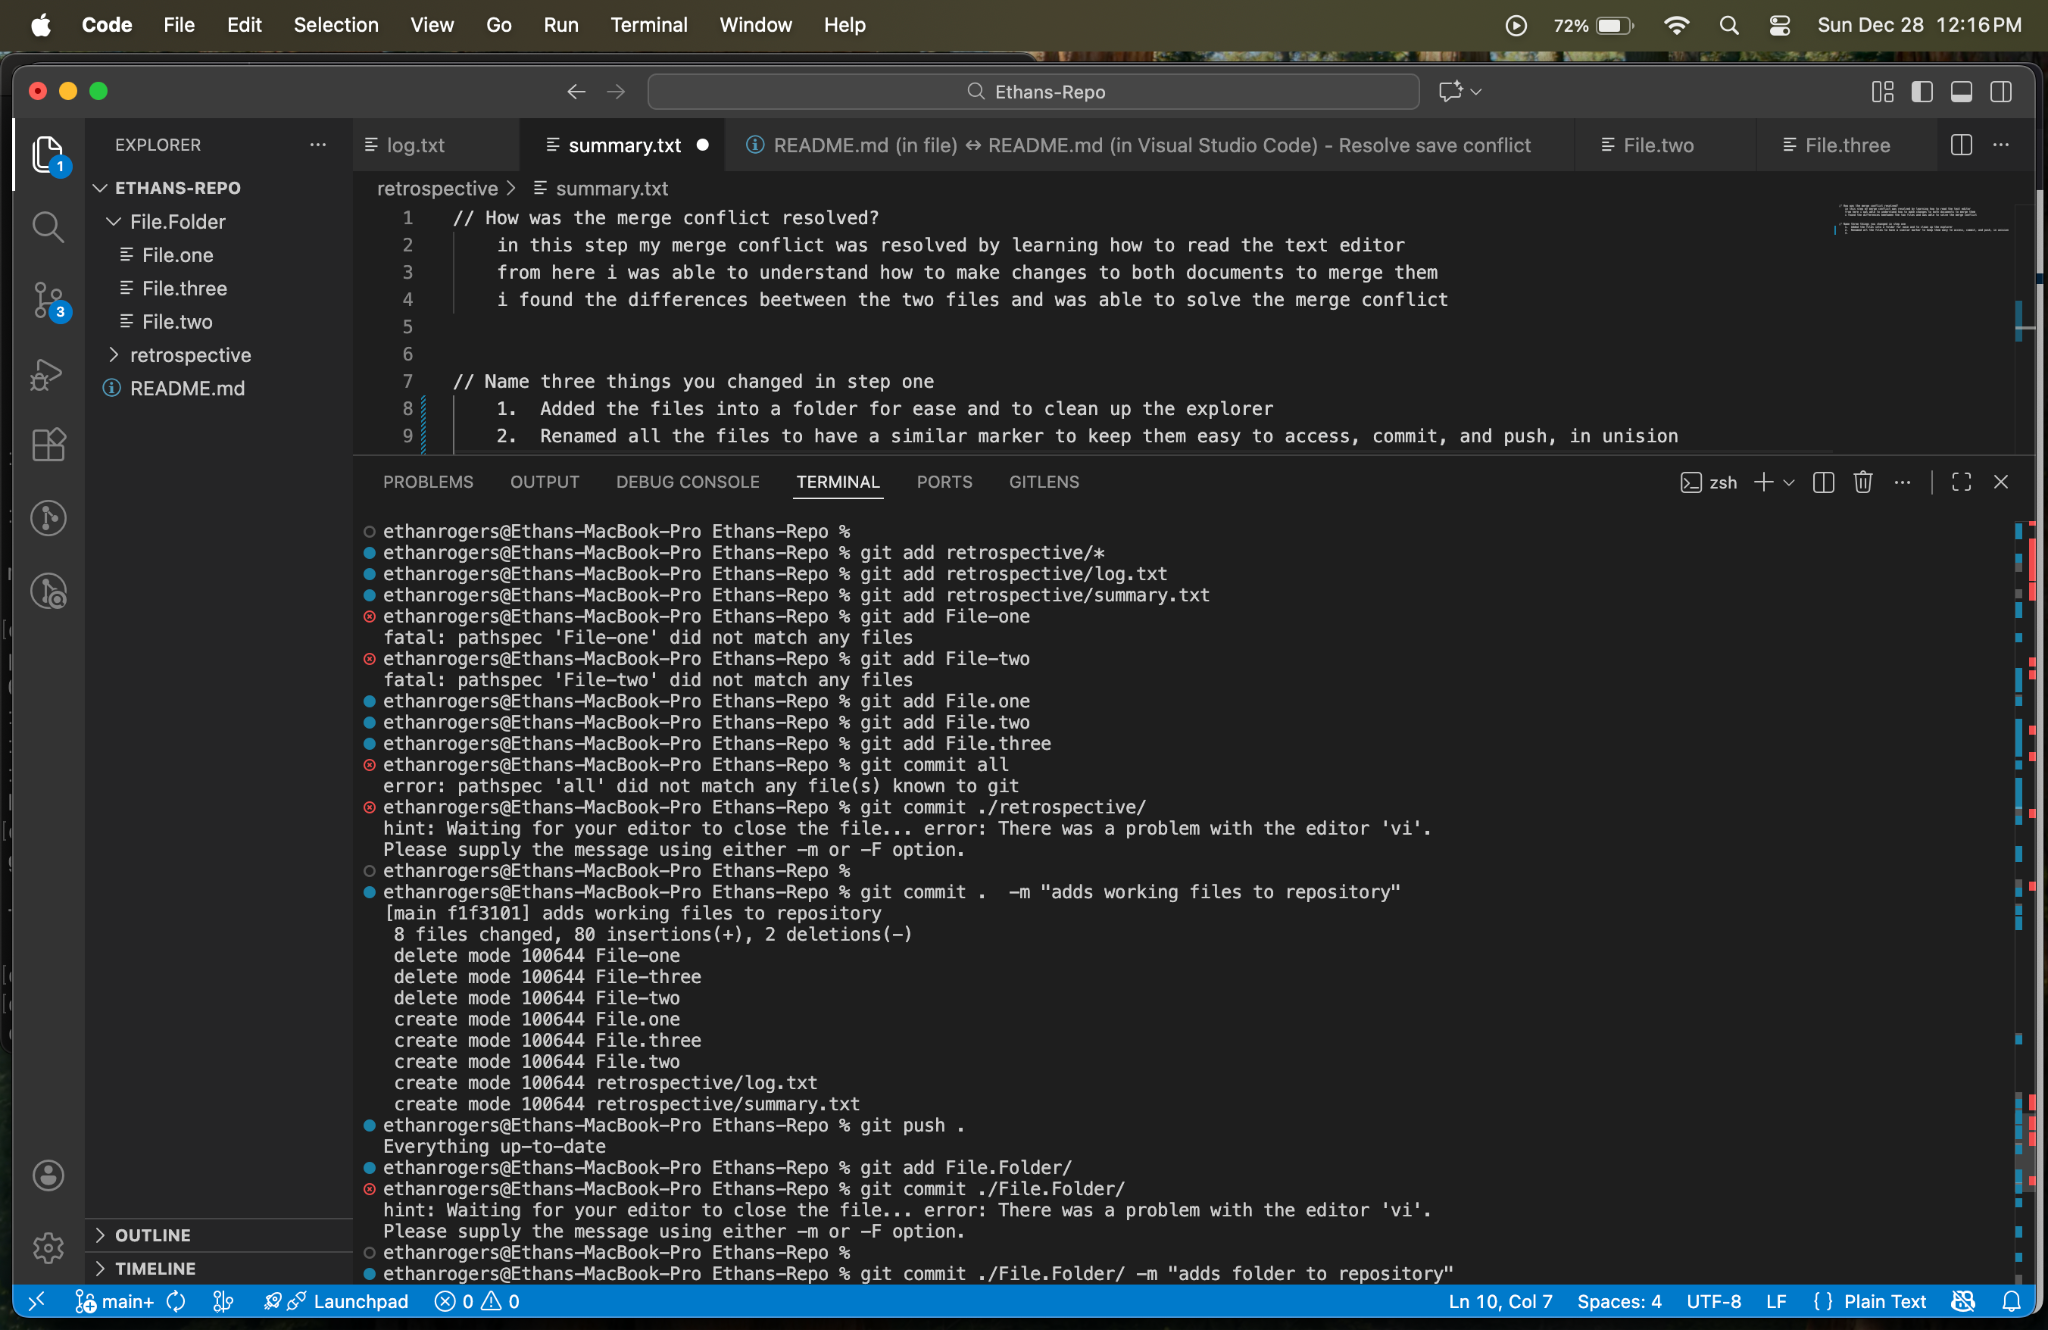 Code File Edit Selection View Go Run Terminal Window Help 72% Sun Dec 28 12:16 PM
Ethans-Repo
EXPLORER
ETHANS-REPO
File.Folder
File.one
File.three
File.two
retrospective
README.md
OUTLINE
TIMELINE
1
3
log.txt summary.txt README.md (in file) ↔ README.md (in Visual Studio Code) - Resolve save conflict File.two File.three
retrospective > summary.txt
1 // How was the merge conflict resolved?
2 in this step my merge conflict was resolved by learning how to read the text editor
3 from here i was able to understand how to make changes to both documents to merge them
4 i found the differences beetween the two files and was able to solve the merge conflict
5
6
7 // Name three things you changed in step one
8 1. Added the files into a folder for ease and to clean up the explorer
9 2. Renamed all the files to have a similar marker to keep them easy to access, commit, and push, in unision
PROBLEMS OUTPUT DEBUG CONSOLE TERMINAL PORTS GITLENS zsh
ethanrogers@Ethans-MacBook-Pro Ethans-Repo %
ethanrogers@Ethans-MacBook-Pro Ethans-Repo % git add retrospective/*
ethanrogers@Ethans-MacBook-Pro Ethans-Repo % git add retrospective/log.txt
ethanrogers@Ethans-MacBook-Pro Ethans-Repo % git add retrospective/summary.txt
ethanrogers@Ethans-MacBook-Pro Ethans-Repo % git add File-one
fatal: pathspec 'File-one' did not match any files
ethanrogers@Ethans-MacBook-Pro Ethans-Repo % git add File-two
fatal: pathspec 'File-two' did not match any files
ethanrogers@Ethans-MacBook-Pro Ethans-Repo % git add File.one
ethanrogers@Ethans-MacBook-Pro Ethans-Repo % git add File.two
ethanrogers@Ethans-MacBook-Pro Ethans-Repo % git add File.three
ethanrogers@Ethans-MacBook-Pro Ethans-Repo % git commit all
error: pathspec 'all' did not match any file(s) known to git
ethanrogers@Ethans-MacBook-Pro Ethans-Repo % git commit ./retrospective/
hint: Waiting for your editor to close the file... error: There was a problem with the editor 'vi'.
Please supply the message using either -m or -F option.
ethanrogers@Ethans-MacBook-Pro Ethans-Repo %
ethanrogers@Ethans-MacBook-Pro Ethans-Repo % git commit .  -m "adds working files to repository"
[main f1f3101] adds working files to repository
8 files changed, 80 insertions(+), 2 deletions(-)
delete mode 100644 File-one
delete mode 100644 File-three
delete mode 100644 File-two
create mode 100644 File.one
create mode 100644 File.three
create mode 100644 File.two
create mode 100644 retrospective/log.txt
create mode 100644 retrospective/summary.txt
ethanrogers@Ethans-MacBook-Pro Ethans-Repo % git push .
Everything up-to-date
ethanrogers@Ethans-MacBook-Pro Ethans-Repo % git add File.Folder/
ethanrogers@Ethans-MacBook-Pro Ethans-Repo % git commit ./File.Folder/
hint: Waiting for your editor to close the file... error: There was a problem with the editor 'vi'.
Please supply the message using either -m or -F option.
ethanrogers@Ethans-MacBook-Pro Ethans-Repo %
ethanrogers@Ethans-MacBook-Pro Ethans-Repo % git commit ./File.Folder/ -m "adds folder to repository"
main+ Launchpad 0 0 Ln 10, Col 7 Spaces: 4 UTF-8 LF { } Plain Text